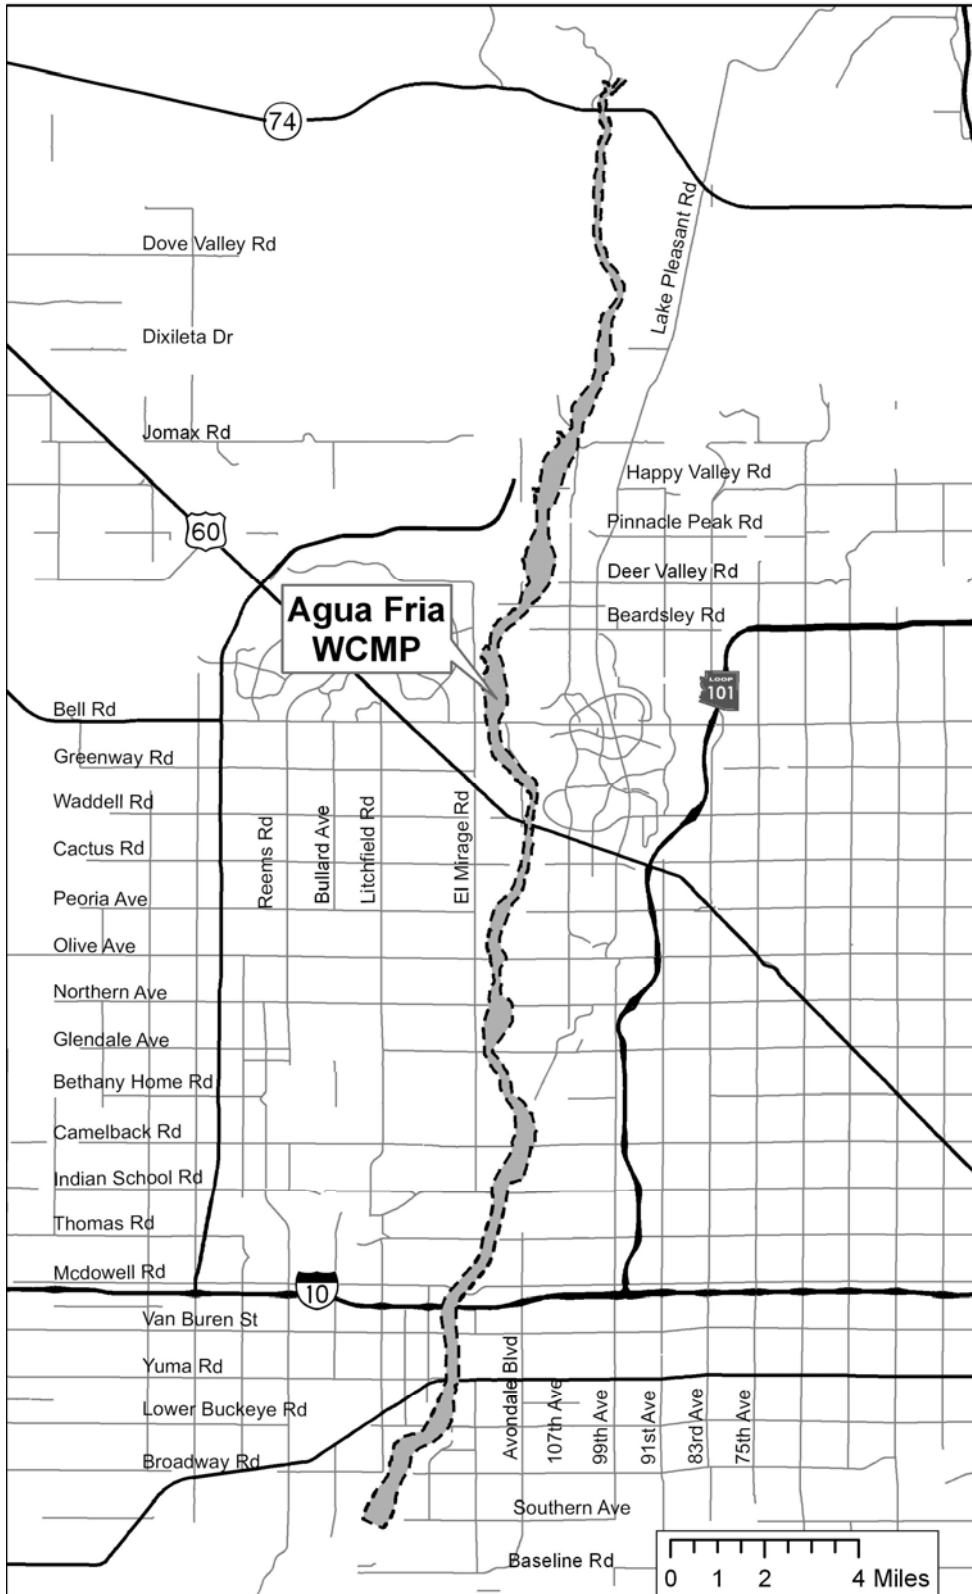 74
Lake Pleasant Rd
Dove Valley Rd
Dixileta Dr
Jomax Rd
Happy Valley Rd
Pinnacle Peak Rd
60
Deer Valley Rd
Agua Fria
WCMP
Beardsley Rd
LOOP
101
Bell Rd
Greenway Rd
Waddell Rd
Cactus Rd
Peoria Ave
Reems Rd
Bullard Ave
Litchfield Rd
El Mirage Rd
Olive Ave
Northern Ave
Glendale Ave
Bethany Home Rd
Camelback Rd
Indian School Rd
Thomas Rd
Mcdowell Rd
10
Van Buren St
Yuma Rd
Lower Buckeye Rd
Broadway Rd
Avondale Blvd
107th Ave
99th Ave
91st Ave
83rd Ave
75th Ave
Southern Ave
Baseline Rd
0 1 2 4 Miles